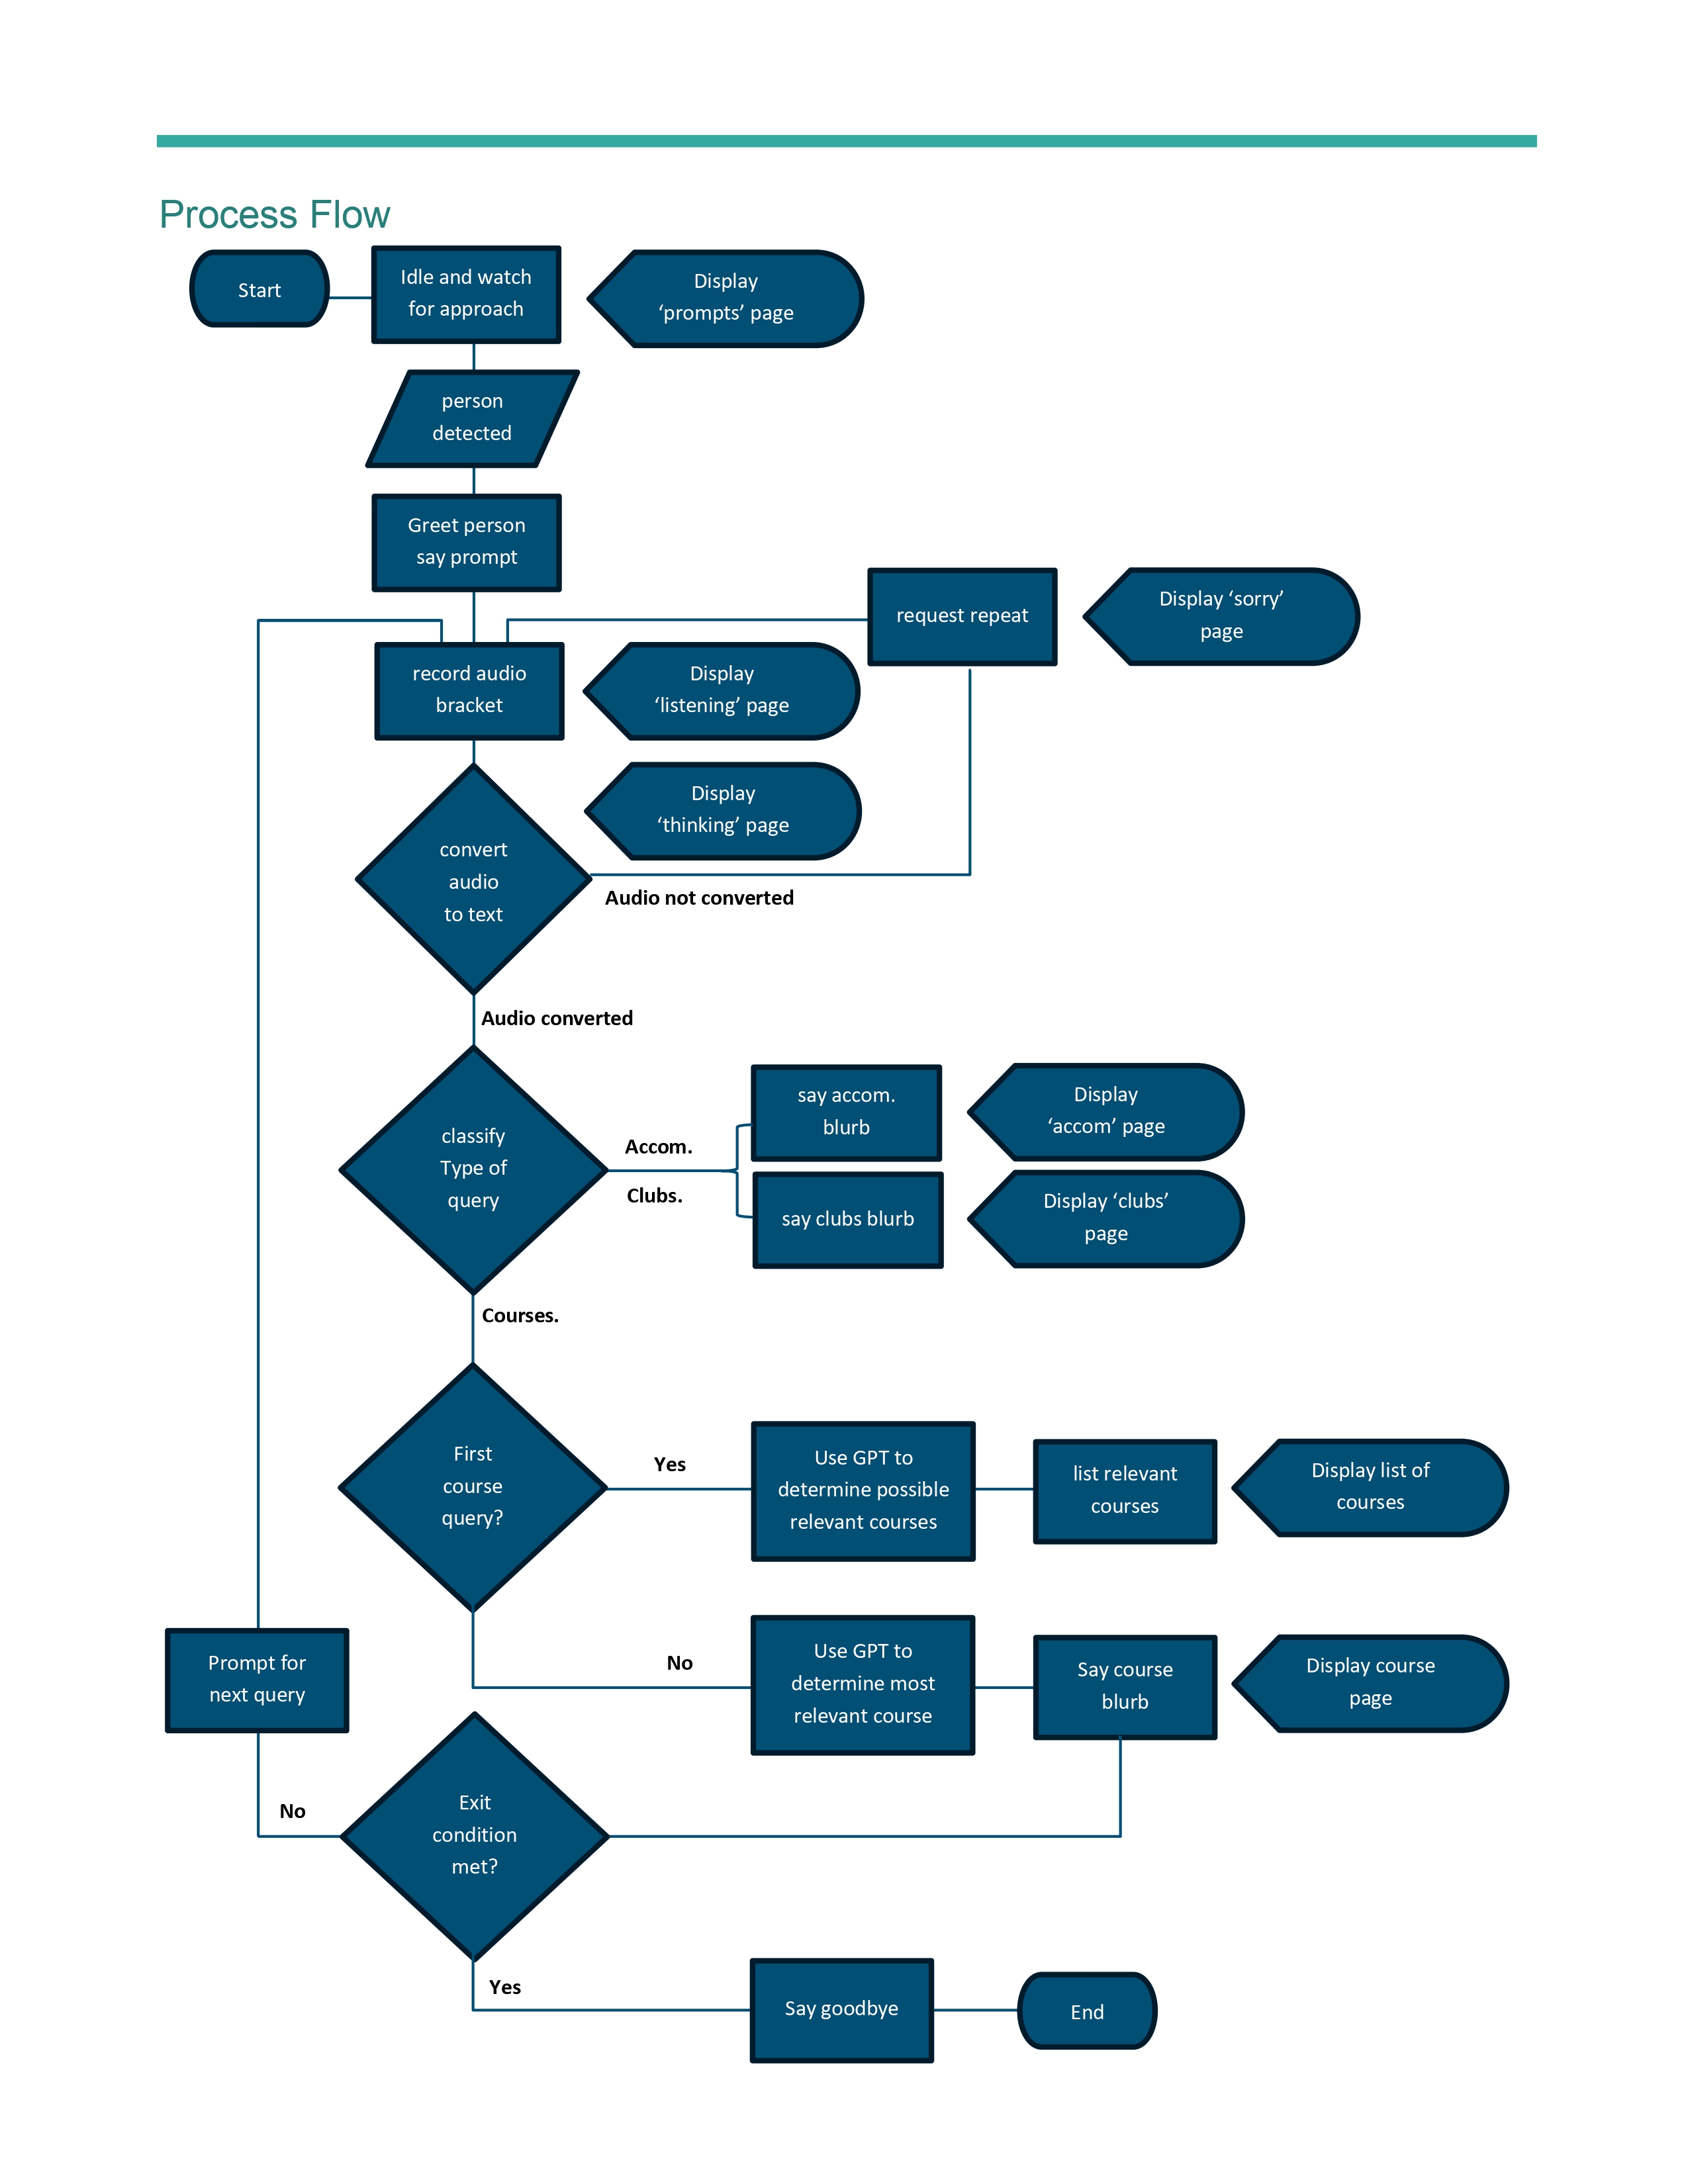 Process Flow
Start
Idle and watch
for approach
Display
‘prompts’ page
person
detected
Greet person
say prompt
request repeat
Display ‘sorry’
page
record audio
bracket
Display
‘listening’ page
Display
‘thinking’ page
convert
audio
to text
Audio not converted
Audio converted
classify
Type of
query
Accom.
Clubs.
say accom.
blurb
Display
‘accom’ page
say clubs blurb
Display ‘clubs’
page
Courses.
First
course
query?
Yes
Use GPT to
determine possible
relevant courses
list relevant
courses
Display list of
courses
No
Use GPT to
determine most
relevant course
Say course
blurb
Display course
page
Prompt for
next query
No
Exit
condition
met?
Yes
Say goodbye
End